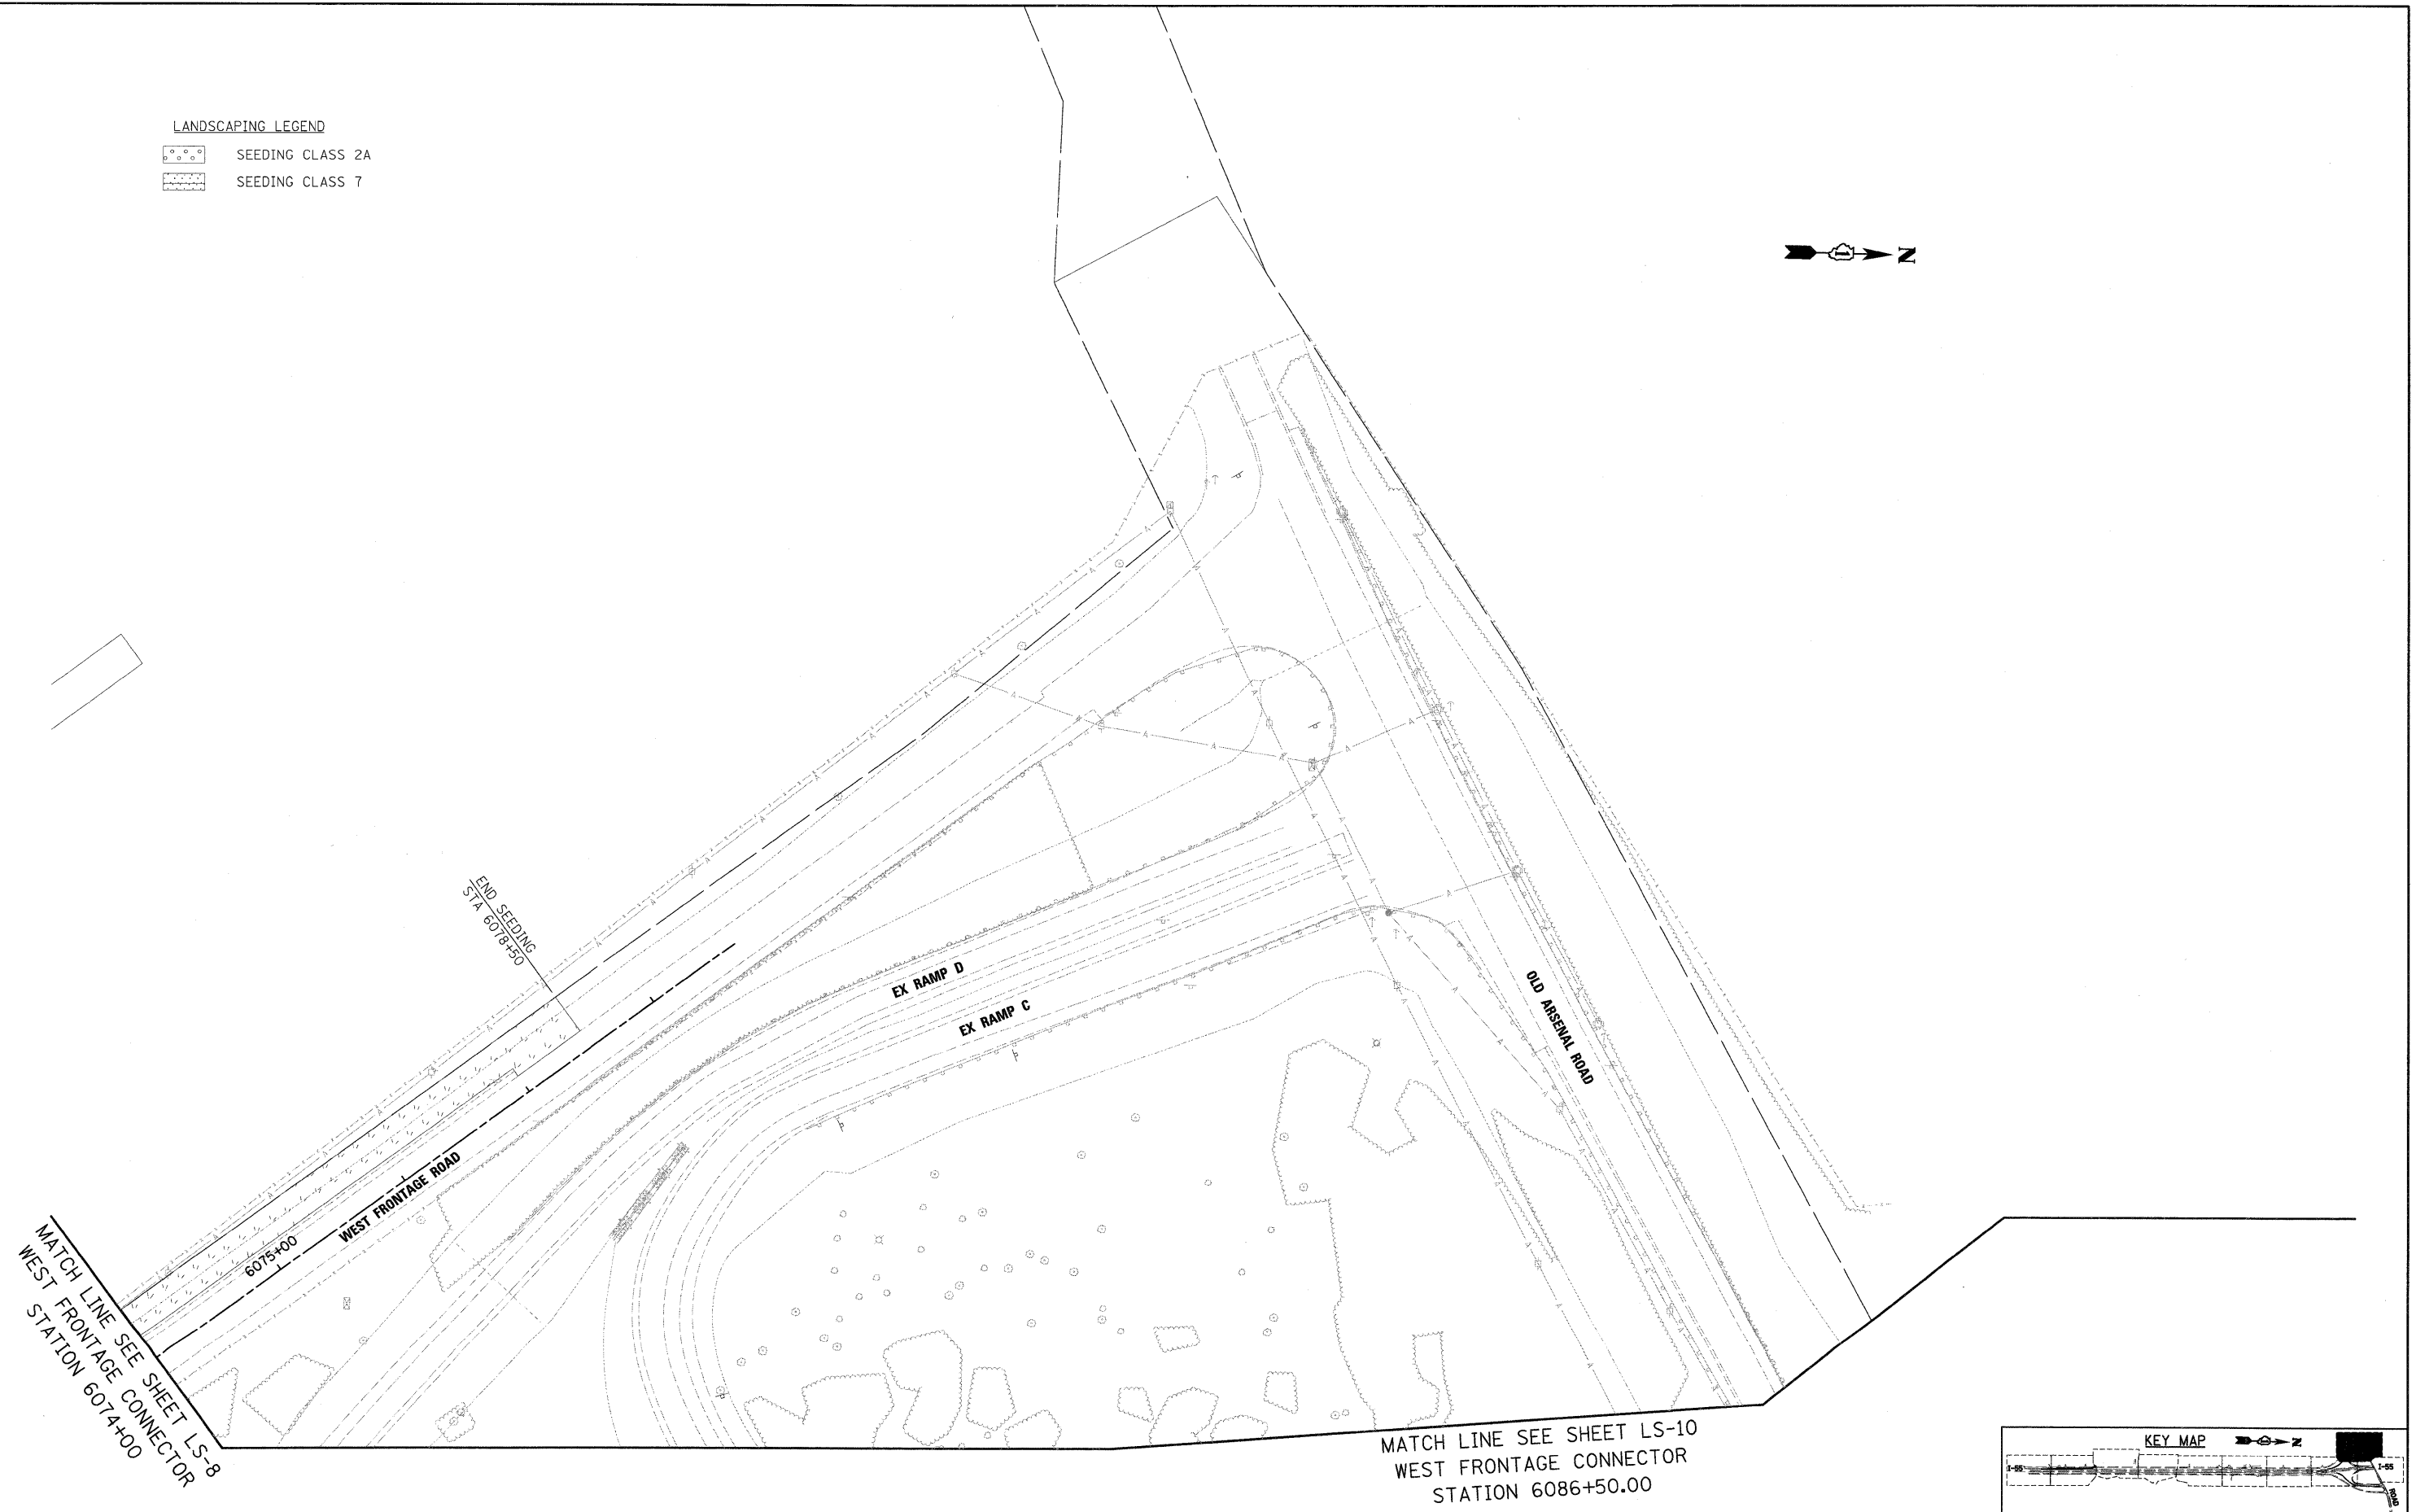 LANDSCAPING LEGEND
SEEDING CLASS 2A
SEEDING CLASS 7
N
END SEEDING
STA 6078+50
EX RAMP D
EX RAMP C
OLD ARSENAL ROAD
WEST FRONTAGE ROAD
6075+00
MATCH LINE SEE SHEET LS-8
WEST FRONTAGE CONNECTOR
STATION 6074+00
MATCH LINE SEE SHEET LS-10
WEST FRONTAGE CONNECTOR
STATION 6086+50.00
KEY MAP
N
I-55
I-55
ROAD